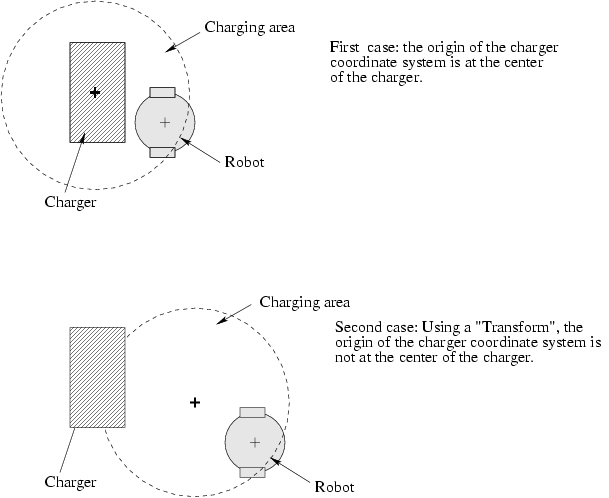 Charging area
First case: the origin of the charger
coordinate system is at the center
of the charger.
Robot
Charger
Charging area
Second case: Using a "Transform", the
origin of the charger coordinate system is
not at the center of the charger.
Charger
Robot